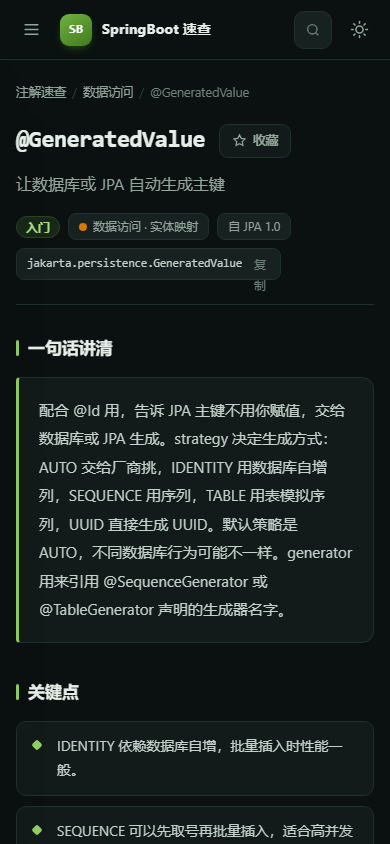 SB SpringBoot 速查
注解速查 / 数据访问 / @GeneratedValue
@GeneratedValue 收藏
让数据库或 JPA 自动生成主键
入门 数据访问 · 实体映射 自 JPA 1.0
jakarta.persistence.GeneratedValue 复制
一句话讲清
配合 @Id 用，告诉 JPA 主键不用你赋值，交给
数据库或 JPA 生成。strategy 决定生成方式：
AUTO 交给厂商挑，IDENTITY 用数据库自增
列，SEQUENCE 用序列，TABLE 用表模拟序
列，UUID 直接生成 UUID。默认策略是
AUTO，不同数据库行为可能不一样。generator
用来引用 @SequenceGenerator 或
@TableGenerator 声明的生成器名字。
关键点
IDENTITY 依赖数据库自增，批量插入时性能一
般。
SEQUENCE 可以先取号再批量插入，适合高并发